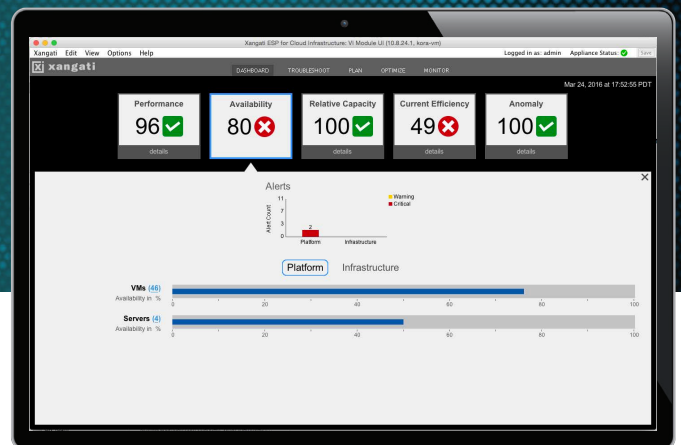 Xangati ESP for Cloud Infrastructure: VI Module UI (10.8.24.1, kora-vm)
Xangati Edit View Options Help
Logged in as: admin Appliance Status: Save
Xi xangati
DASHBOARD TROUBLESHOOT PLAN OPTIMIZE MONITOR
Mar 24, 2016 at 17:52:55 PDT
Performance Availability Relative Capacity Current Efficiency Anomaly
96 80 100 49 100
details details details details
Alerts
Warning
Critical
Alert Count
11
7
3
0
2
Platform Infrastructure
Platform Infrastructure
VMs (46)
Availability in %
0 20 40 60 80 100
Servers (4)
Availability in %
0 20 40 60 80 100